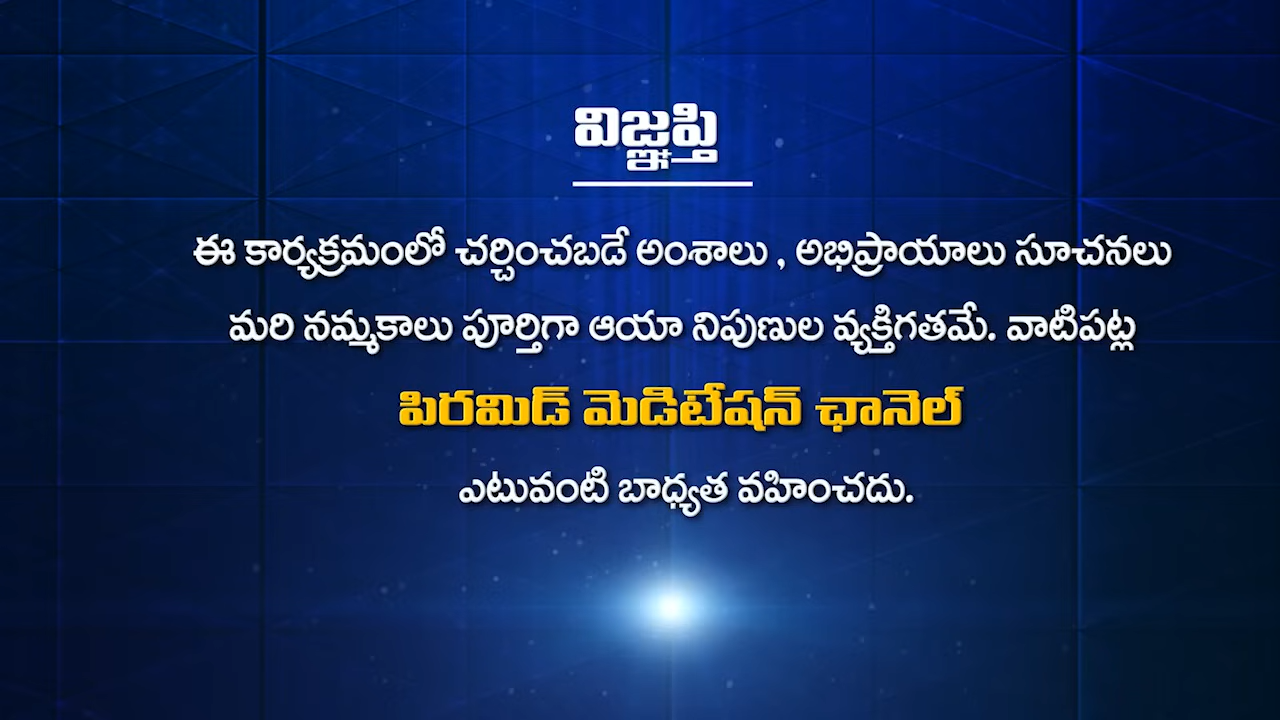 విజ్ఞప్తి
ఈ కార్యక్రమంలో చర్చించబడే అంశాలు , అభిప్రాయాలు సూచనలు
మరి నమ్మకాలు పూర్తిగా ఆయా నిపుణుల వ్యక్తిగతమే. వాటిపట్ల
పిరమిడ్ మెడిటేషన్ ఛానెల్
ఎటువంటి బాధ్యత వహించదు.